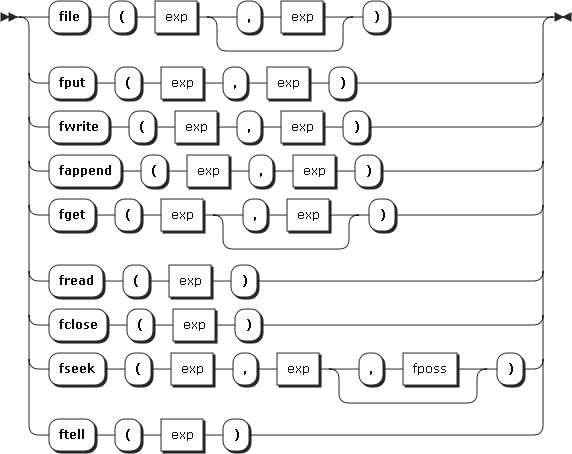 file ( exp , exp )
fput ( exp , exp )
fwrite ( exp , exp )
fappend ( exp , exp )
fget ( exp , exp )
fread ( exp )
fclose ( exp )
fseek ( exp , exp , fposs )
ftell ( exp )